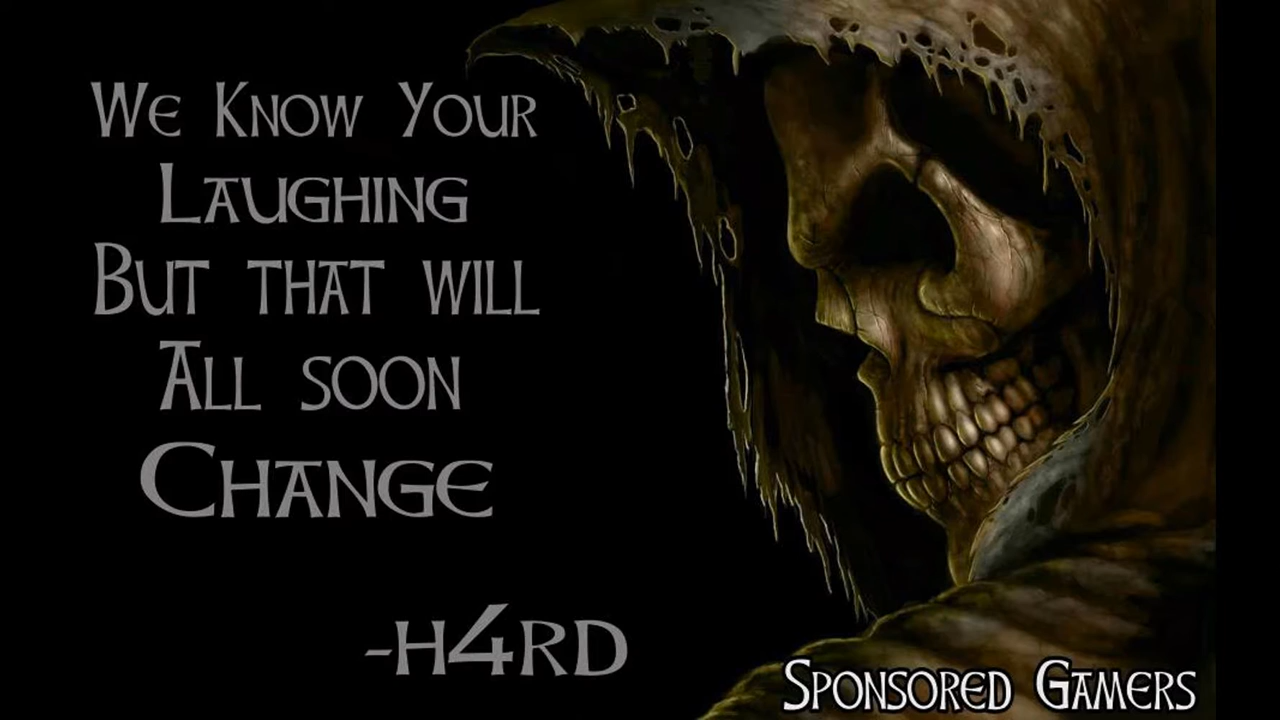 We Know Your
Laughing
But that will
All soon
Change
-H4RD
Sponsored Gamers